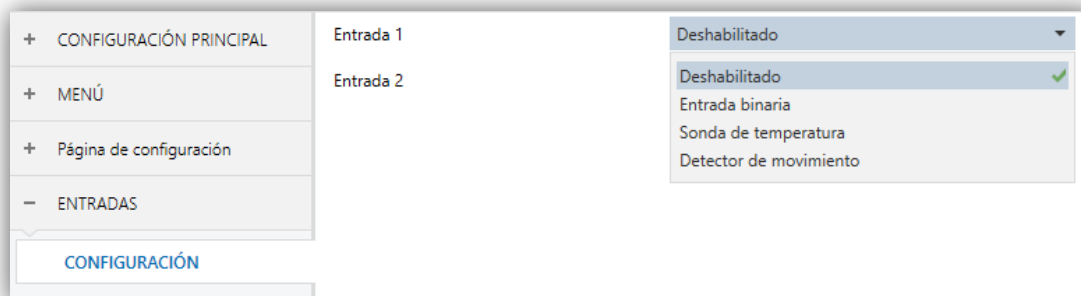 + CONFIGURACIÓN PRINCIPAL
+ MENÚ
+ Página de configuración
− ENTRADAS
CONFIGURACIÓN
Entrada 1
Deshabilitado
Entrada 2
Deshabilitado
Entrada binaria
Sonda de temperatura
Detector de movimiento